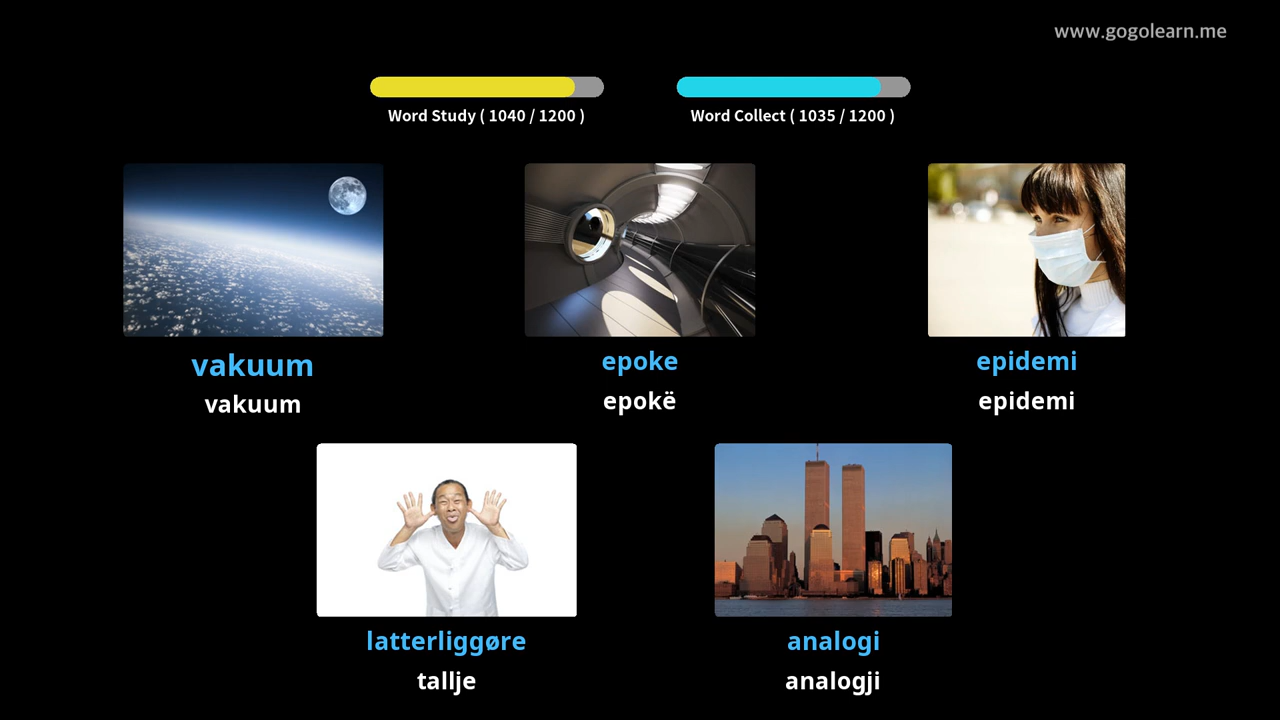 www.gogolearn.me
Word Study ( 1040 / 1200 )
Word Collect ( 1035 / 1200 )
vakuum
vakuum
epoke
epokë
epidemi
epidemi
latterliggøre
tallje
analogi
analogji